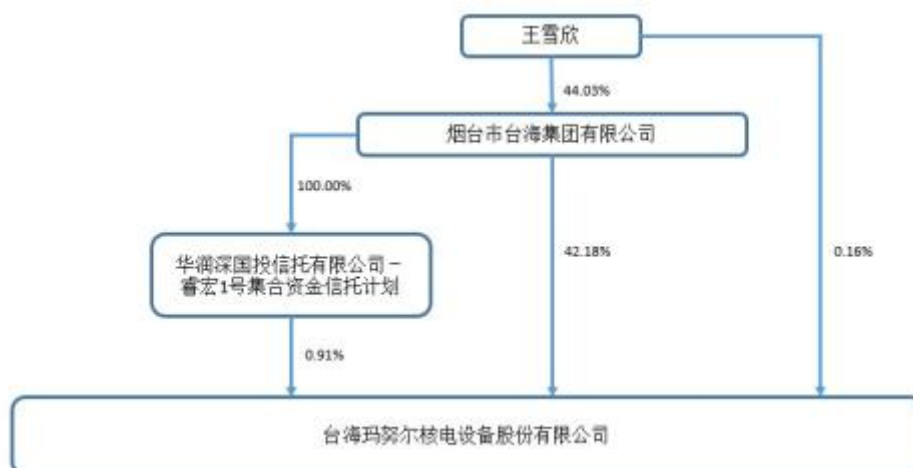 王雪欣
44.03%
烟台市台海集团有限公司
100.00%
42.18%
0.16%
华润深国投信托有限公司－
睿宏1号集合资金信托计划
0.91%
台海玛努尔核电设备股份有限公司